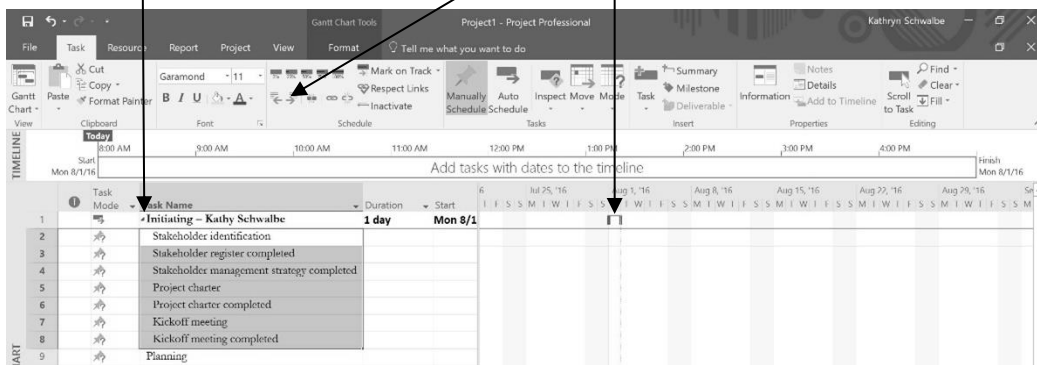 Gantt Chart Tools Project1 - Project Professional Kathryn Schwalbe
File Task Resource Report Project View Format Tell me what you want to do
Cut
Copy
Format Painter
Paste
Gantt Chart
Garamond 11
B I U A
Mark on Track
Respect Links
Inactivate
Manually Schedule
Auto Schedule
Inspect Move Mode
Task
Summary
Milestone
Deliverable
Information
Notes
Details
Add to Timeline
Scroll to Task
Find
Clear
Fill
View Clipboard Font Schedule Tasks Insert Properties Editing
TIMELINE
Today
8:00 AM 9:00 AM 10:00 AM 11:00 AM 12:00 PM 1:00 PM 2:00 PM 3:00 PM 4:00 PM
Start
Mon 8/1/16
Add tasks with dates to the timeline
Finish
Mon 8/1/16
Task Mode Task Name Duration Start
Jul 25, '16 Aug 1, '16 Aug 8, '16 Aug 15, '16 Aug 22, '16 Aug 29, '16
1 Initiating – Kathy Schwalbe 1 day Mon 8/1
2 Stakeholder identification
3 Stakeholder register completed
4 Stakeholder management strategy completed
5 Project charter
6 Project charter completed
7 Kickoff meeting
8 Kickoff meeting completed
9 Planning